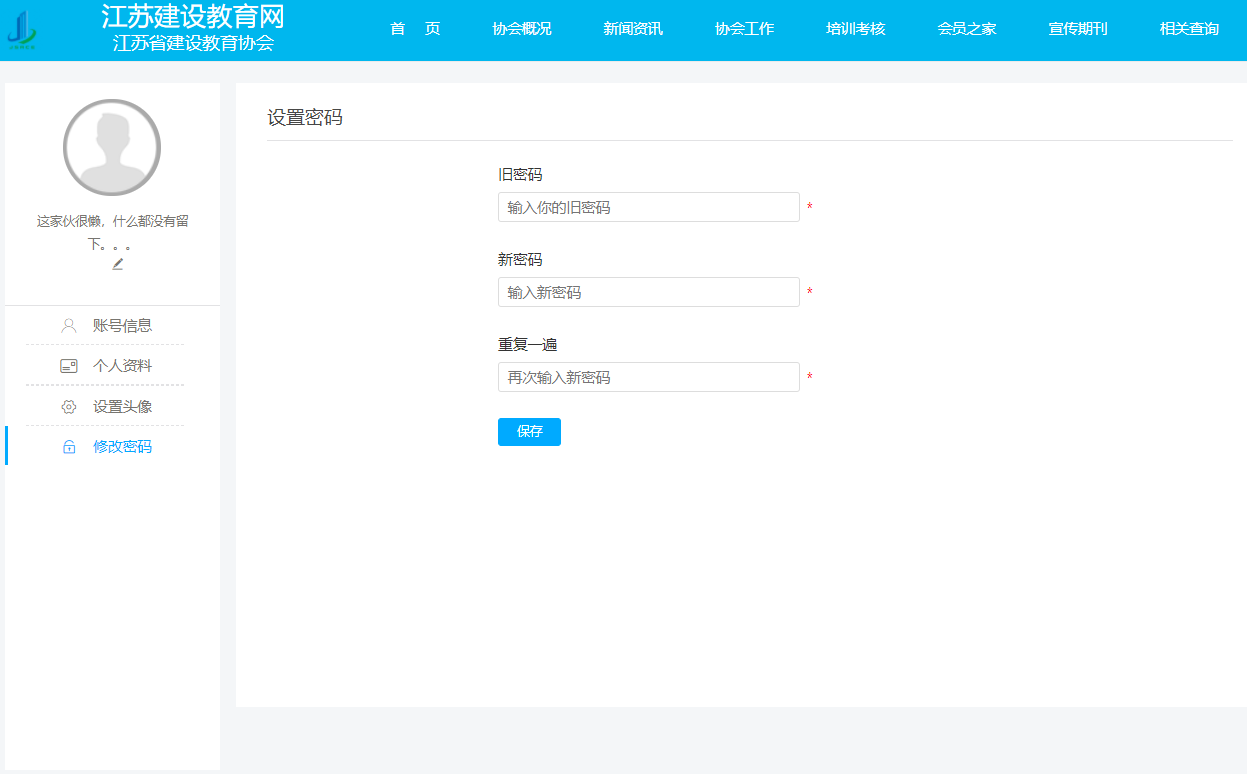 江苏建设教育网
江苏省建设教育协会
首 页 协会概况 新闻资讯 协会工作 培训考核 会员之家 宣传期刊 相关查询
这家伙很懒，什么都没有留
下。。。
账号信息
个人资料
设置头像
修改密码
设置密码
旧密码
输入你的旧密码 *
新密码
输入新密码 *
重复一遍
再次输入新密码 *
保存